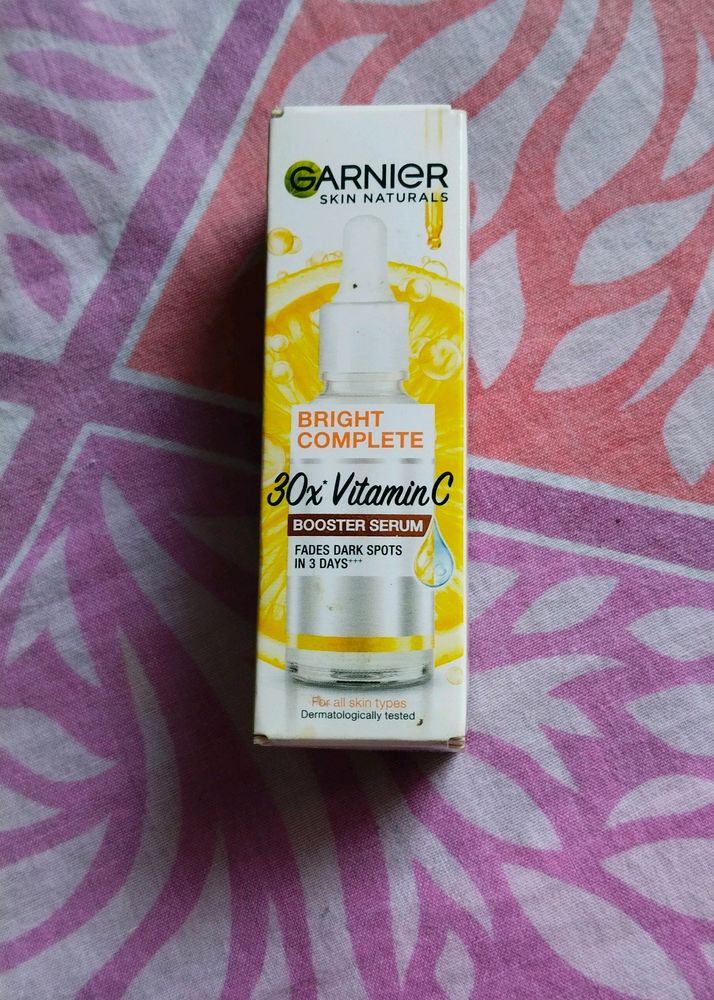 GARNIER
SKIN NATURALS
BRIGHT
COMPLETE
30x* Vitamin C
BOOSTER SERUM
FADES DARK SPOTS
IN 3 DAYS+++
For all skin types
Dermatologically tested